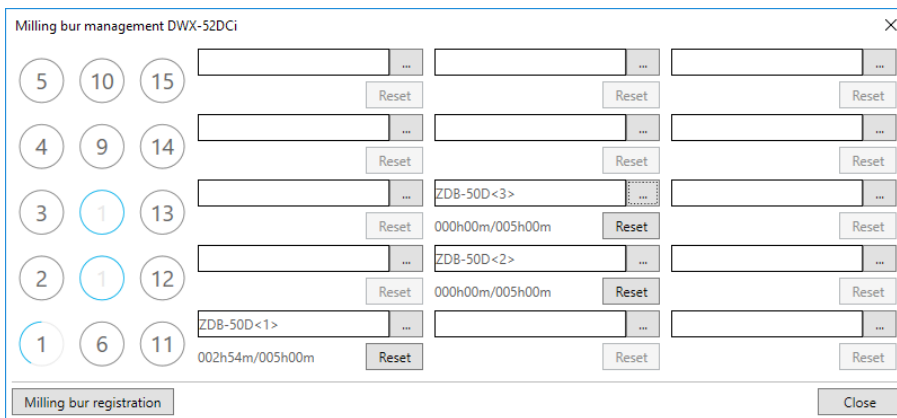 Milling bur management DWX-52DCi
5 10 15 ... ... ...
Reset Reset Reset
4 9 14 ... ... ...
Reset Reset Reset
3 1 13 ... ZDB-50D<3> ... ...
Reset 000h00m/005h00m Reset Reset
2 1 12 ... ZDB-50D<2> ... ...
Reset 000h00m/005h00m Reset Reset
1 6 11 ZDB-50D<1> ... ... ...
002h54m/005h00m Reset Reset Reset
Milling bur registration Close